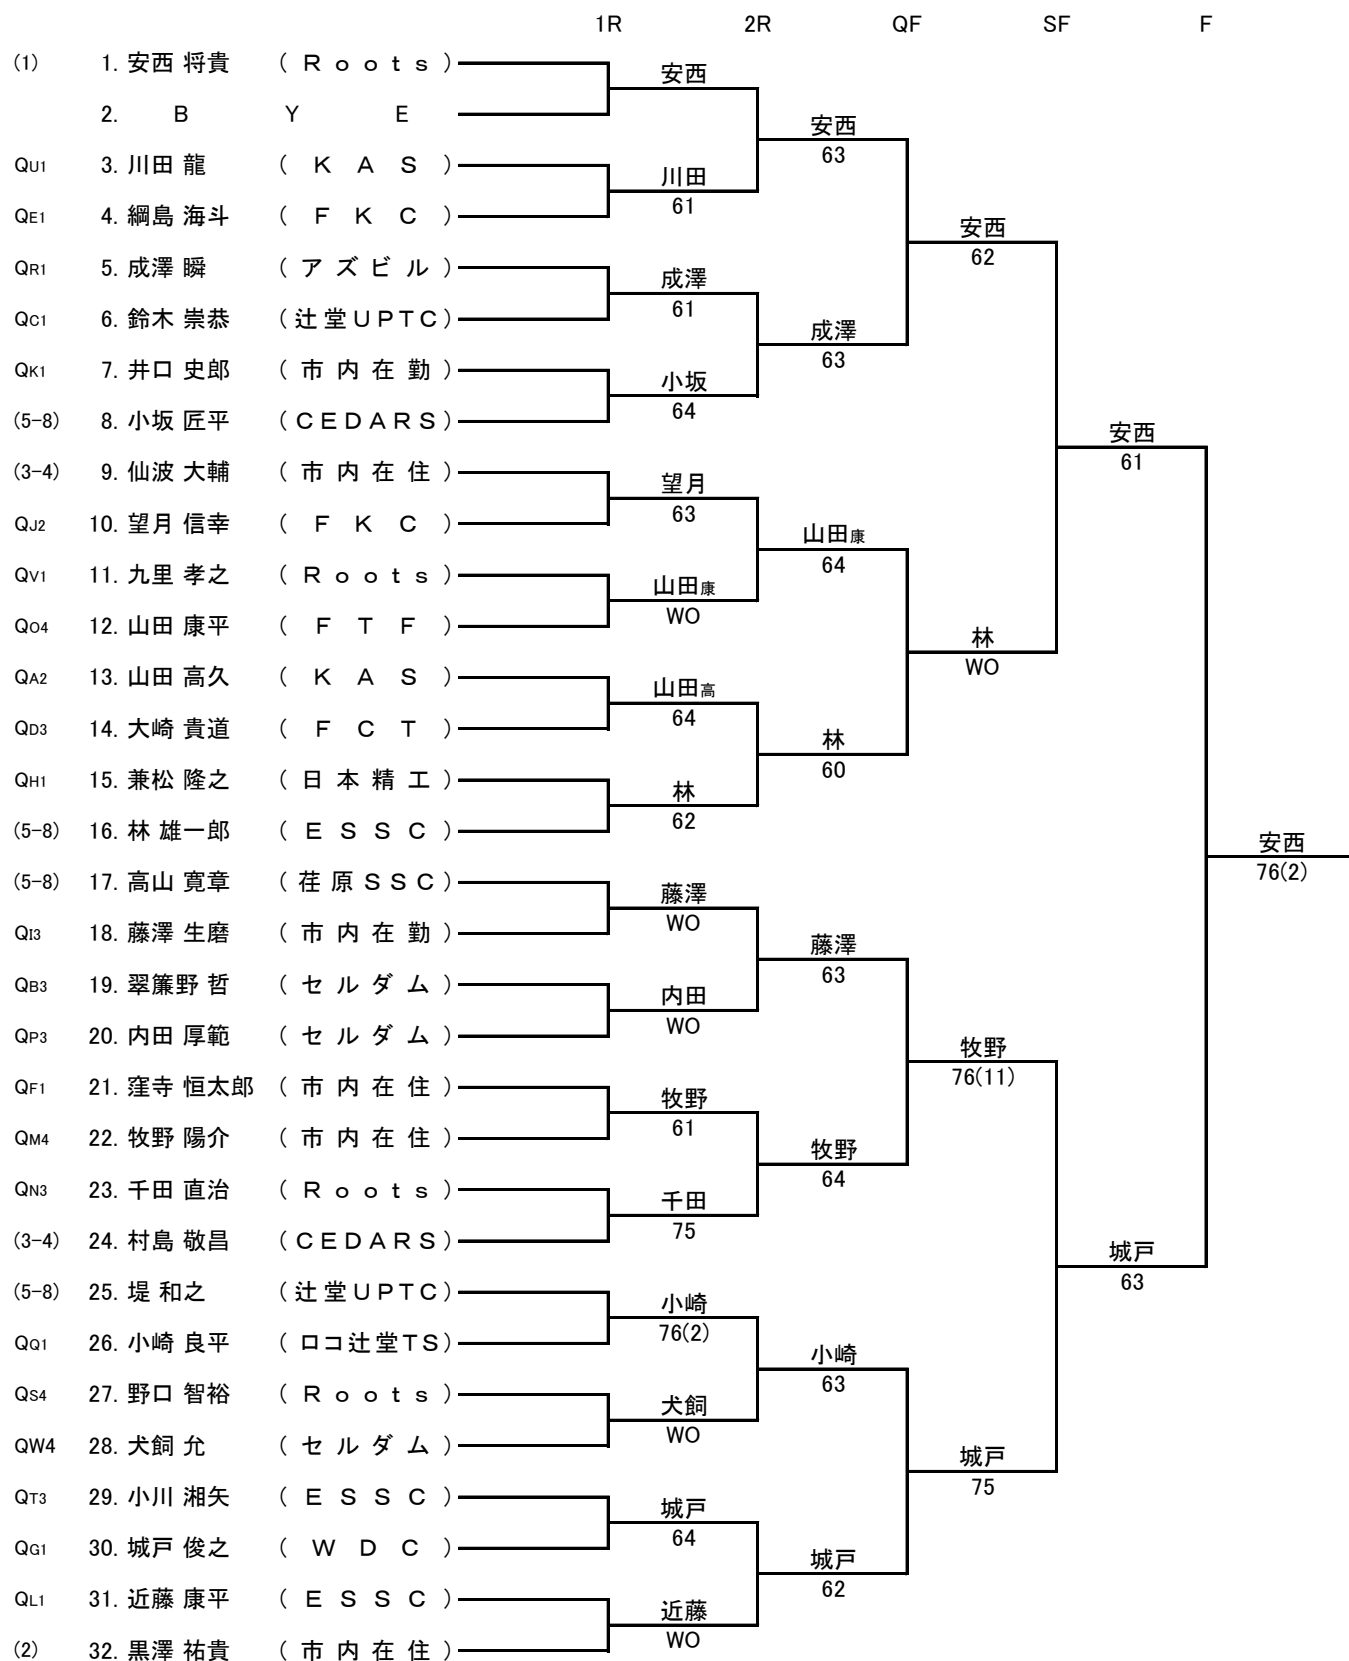 1R 2R QF SF F
(1) 1. 安西 将貴 (Roots)
安西
2. BYE
安西
63
QU1 3. 川田 龍 (KAS)
川田
61
QE1 4. 綱島 海斗 (FKC)
安西
62
QR1 5. 成澤 瞬 (アズビル)
成澤
61
QC1 6. 鈴木 崇恭 (辻堂UPTC)
成澤
63
QK1 7. 井口 史郎 (市内在勤)
小坂
64
(5-8) 8. 小坂 匠平 (CEDARS)
安西
61
(3-4) 9. 仙波 大輔 (市内在住)
望月
63
QJ2 10. 望月 信幸 (FKC)
山田康
64
QV1 11. 九里 孝之 (Roots)
山田康
WO
QO4 12. 山田 康平 (FTF)
林
WO
QA2 13. 山田 高久 (KAS)
山田高
64
QD3 14. 大崎 貴道 (FCT)
林
60
QH1 15. 兼松 隆之 (日本精工)
林
62
(5-8) 16. 林 雄一郎 (ESSC)
安西
76(2)
(5-8) 17. 高山 寛章 (荏原SSC)
藤澤
WO
QI3 18. 藤澤 生磨 (市内在勤)
藤澤
63
QB3 19. 翠簾野 哲 (セルダム)
内田
WO
QP3 20. 内田 厚範 (セルダム)
牧野
76(11)
QF1 21. 窪寺 恒太郎 (市内在住)
牧野
61
QM4 22. 牧野 陽介 (市内在住)
牧野
64
QN3 23. 千田 直治 (Roots)
千田
75
(3-4) 24. 村島 敬昌 (CEDARS)
城戸
63
(5-8) 25. 堤 和之 (辻堂UPTC)
小崎
76(2)
QQ1 26. 小崎 良平 (ロコ辻堂TS)
小崎
63
QS4 27. 野口 智裕 (Roots)
犬飼
WO
QW4 28. 犬飼 允 (セルダム)
城戸
75
QT3 29. 小川 湘矢 (ESSC)
城戸
64
QG1 30. 城戸 俊之 (WDC)
城戸
62
QL1 31. 近藤 康平 (ESSC)
近藤
WO
(2) 32. 黒澤 祐貴 (市内在住)